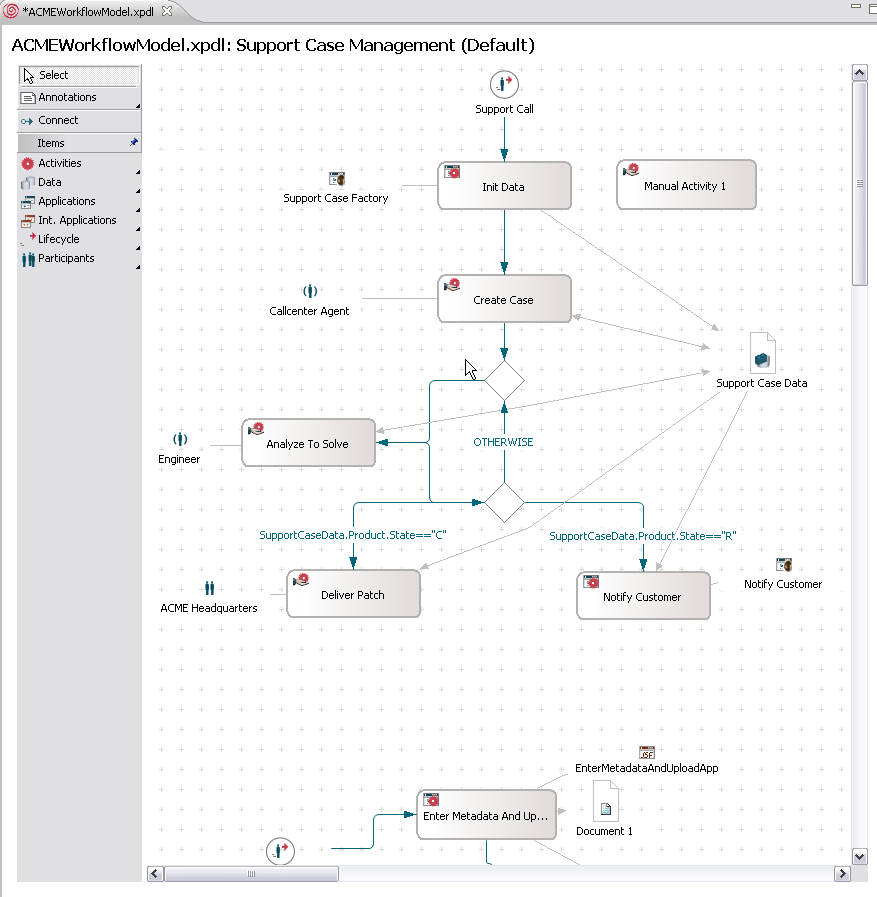 *ACMEWorkflowModel.xpdl
ACMEWorkflowModel.xpdl: Support Case Management (Default)
Select
Annotations
Connect
Items
Activities
Data
Applications
Int. Applications
Lifecycle
Participants
Support Call
Init Data
Manual Activity 1
Support Case Factory
Create Case
Callcenter Agent
Support Case Data
Analyze To Solve
OTHERWISE
Engineer
SupportCaseData.Product.State=="C"
SupportCaseData.Product.State=="R"
Notify Customer
Deliver Patch
Notify Customer
ACME Headquarters
JSF
EnterMetadataAndUploadApp
Enter Metadata And Up...
Document 1